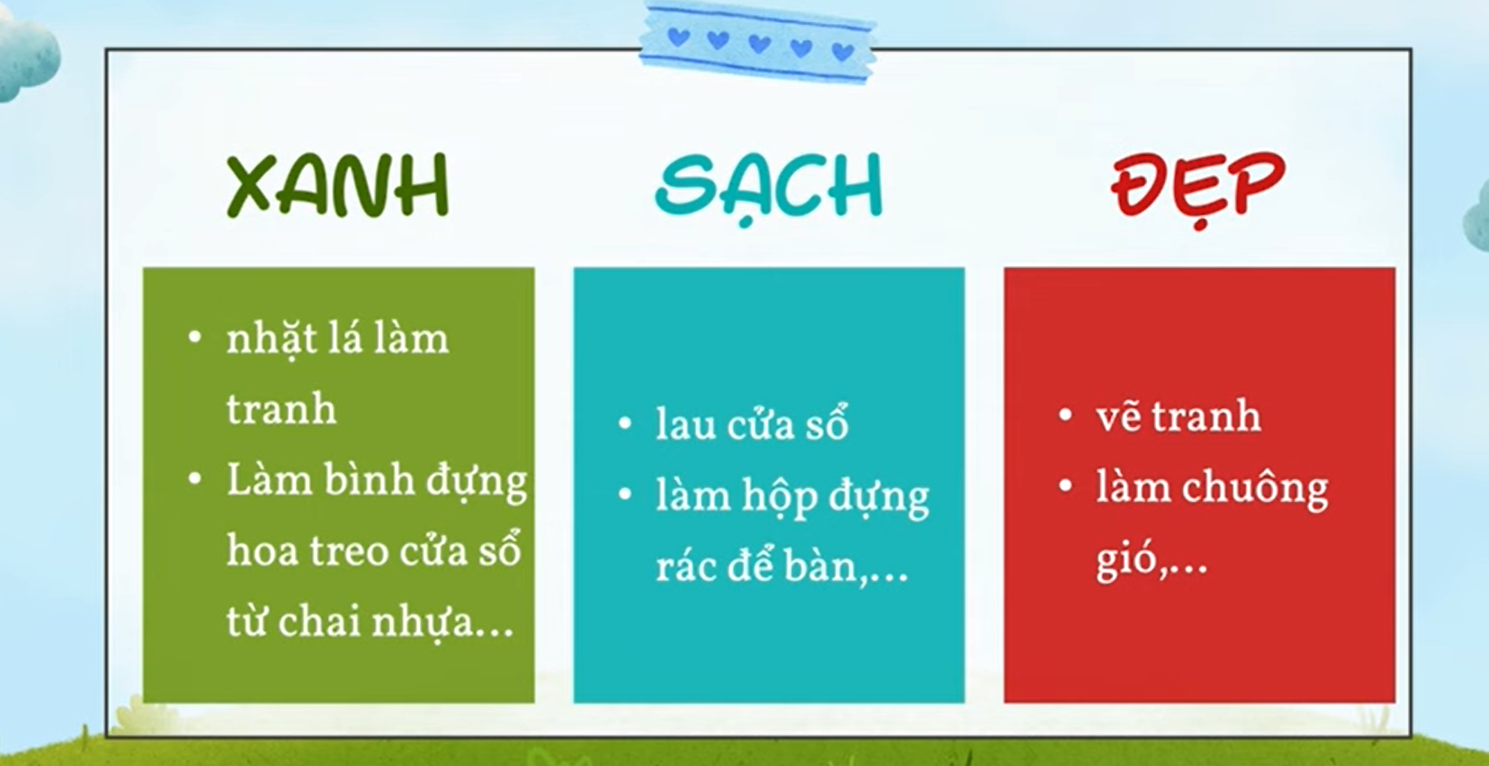 XANH
SẠCH
ĐẸP
• nhặt lá làm
tranh
• Làm bình đựng
hoa treo cửa sổ
từ chai nhựa...
• lau cửa sổ
• làm hộp đựng
rác để bàn,...
• vẽ tranh
• làm chuông
gió,...